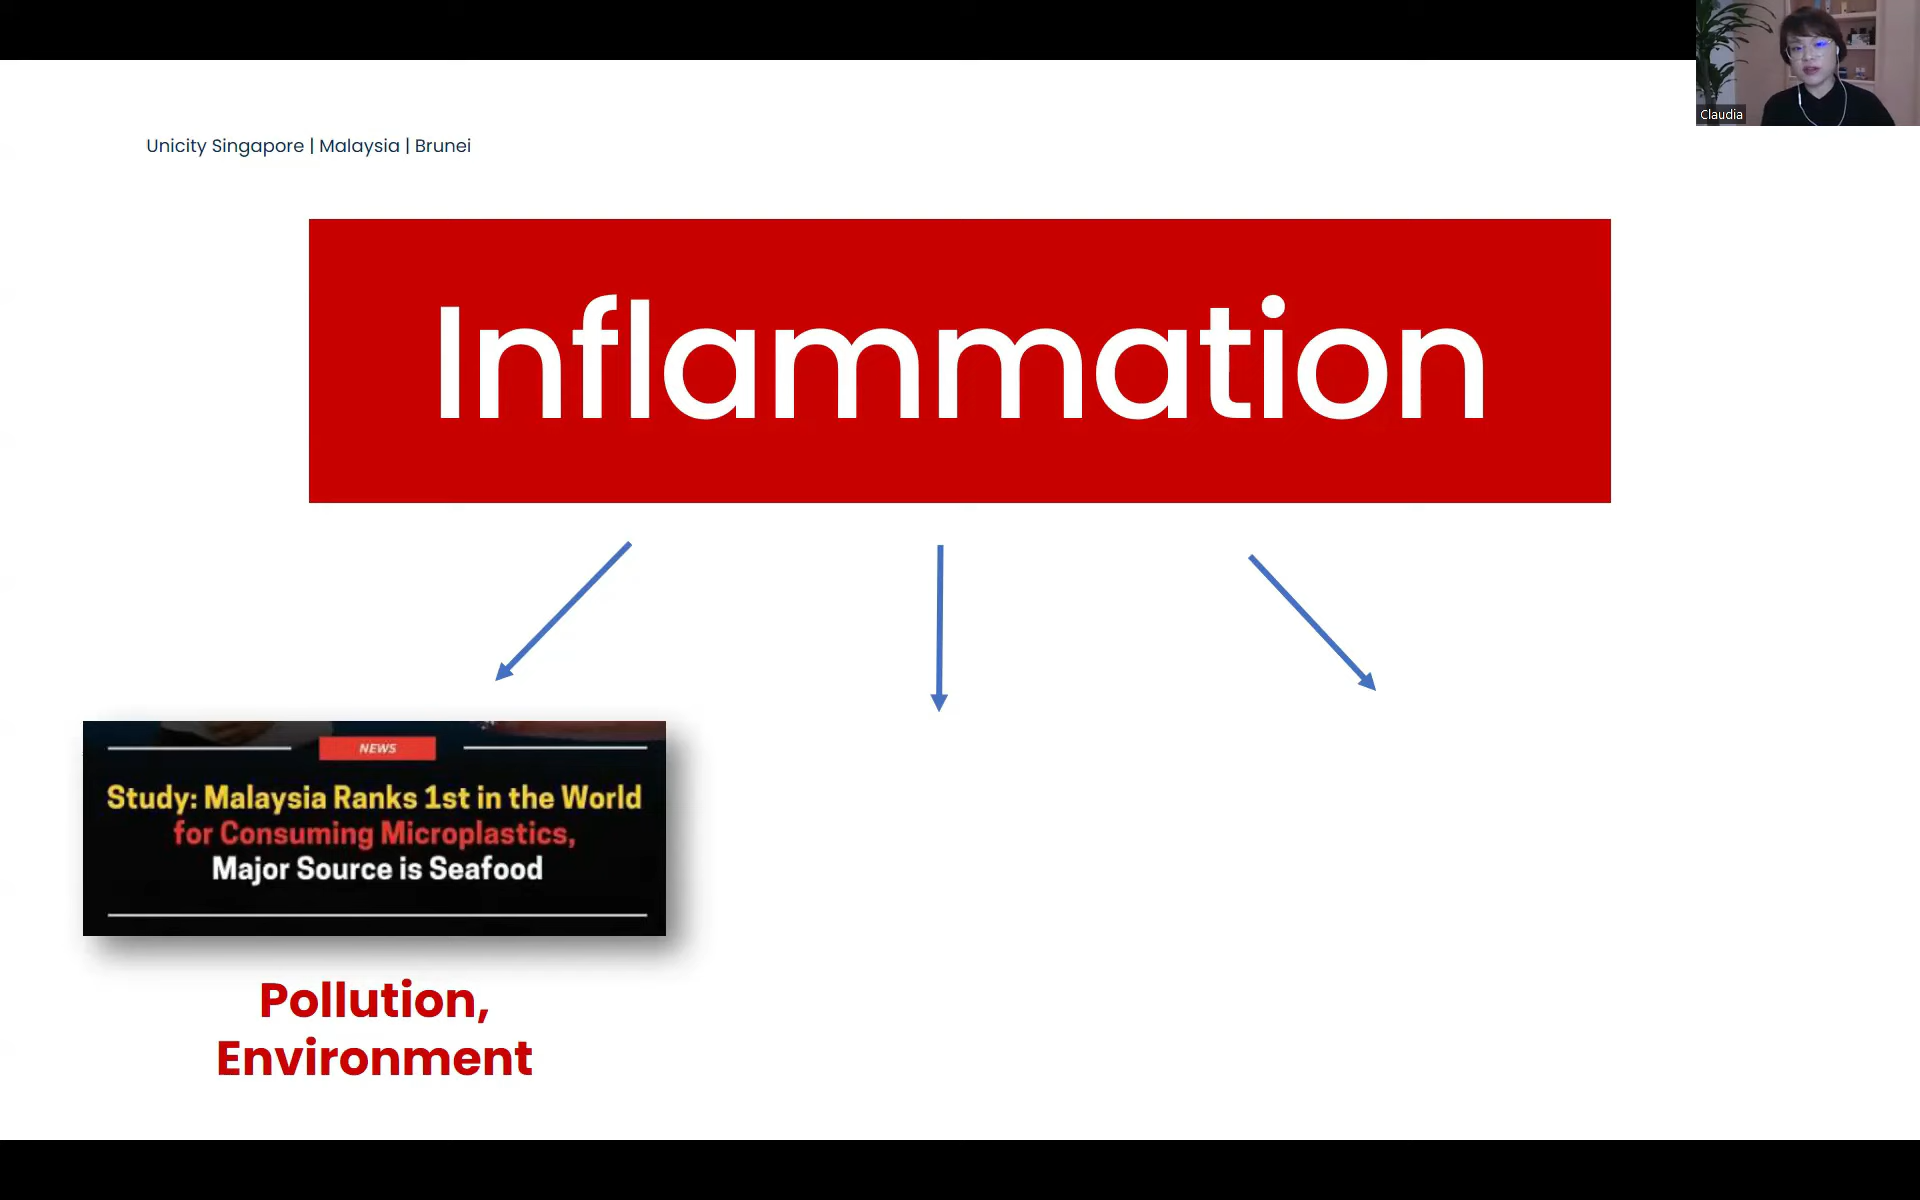 Claudia
Unicity Singapore | Malaysia | Brunei
Inflammation
NEWS
Study: Malaysia Ranks 1st in the World
for Consuming Microplastics,
Major Source is Seafood
Pollution,
Environment